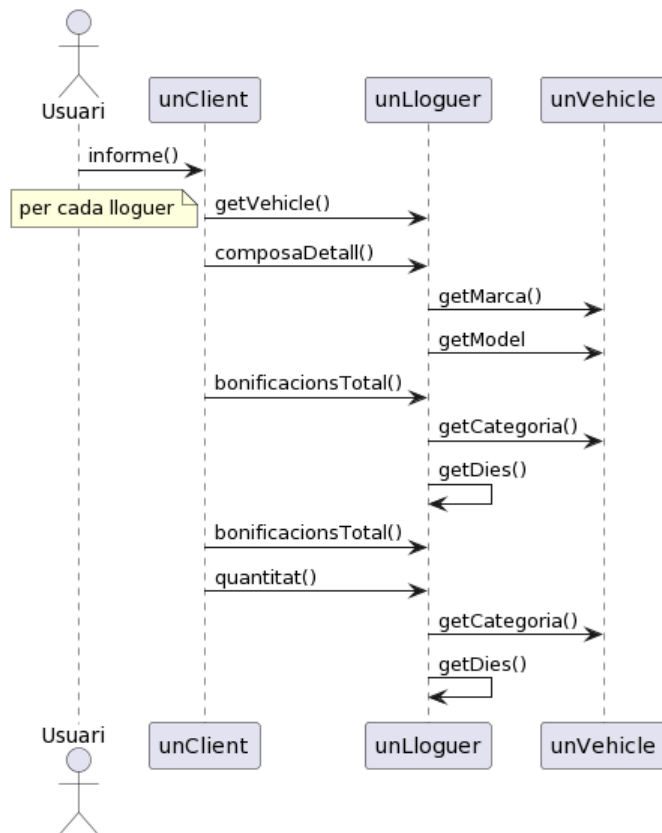 Usuari
unClient
unLloguer
unVehicle
informe()
per cada lloguer
getVehicle()
composaDetall()
getMarca()
getModel
bonificacionsTotal()
getCategoria()
getDies()
bonificacionsTotal()
quantitat()
getCategoria()
getDies()
Usuari
unClient
unLloguer
unVehicle